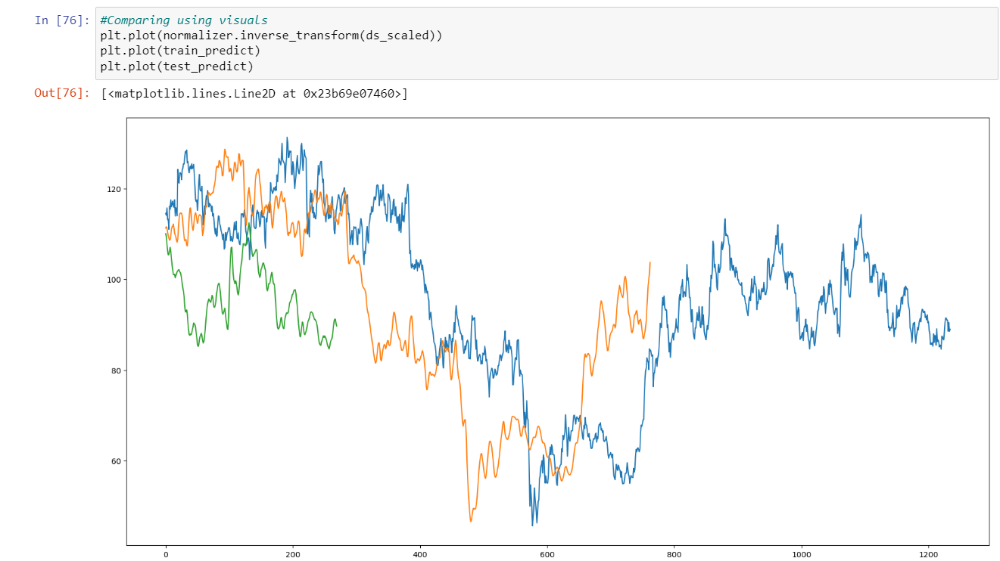 In [76]: #Comparing using visuals
plt.plot(normalizer.inverse_transform(ds_scaled))
plt.plot(train_predict)
plt.plot(test_predict)
Out[76]: [<matplotlib.lines.Line2D at 0x23b69e07460>]
120
100
80
60
0 200 400 600 800 1000 1200